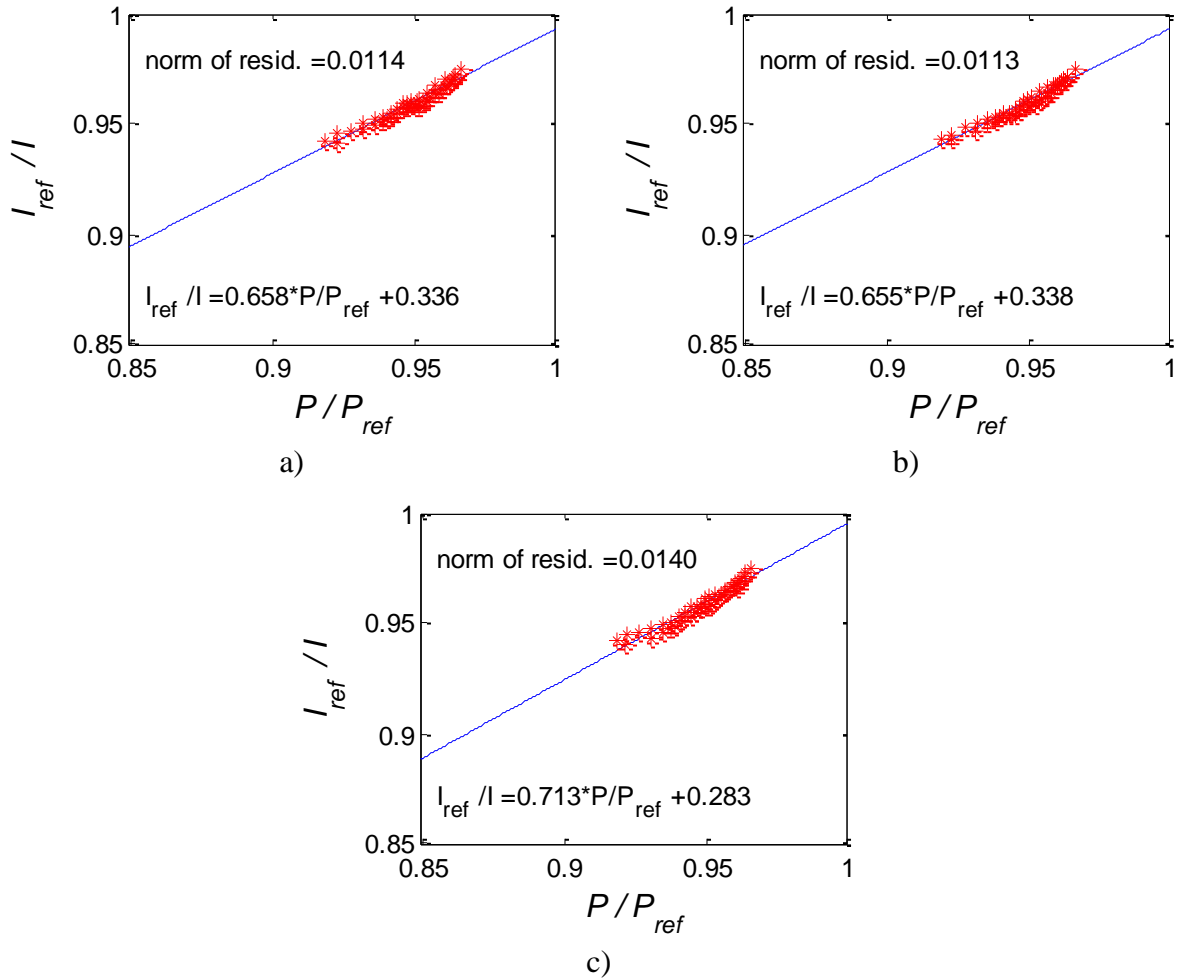 1
norm of resid. =0.0114
0.95
I_ref / I
0.9
I_ref /I =0.658*P/P_ref +0.336
0.85
0.85 0.9 0.95 1
P / P_ref
a)
1
norm of resid. =0.0113
0.95
I_ref / I
0.9
I_ref /I =0.655*P/P_ref +0.338
0.85
0.85 0.9 0.95 1
P / P_ref
b)
1
norm of resid. =0.0140
0.95
I_ref / I
0.9
I_ref /I =0.713*P/P_ref +0.283
0.85
0.85 0.9 0.95 1
P / P_ref
c)